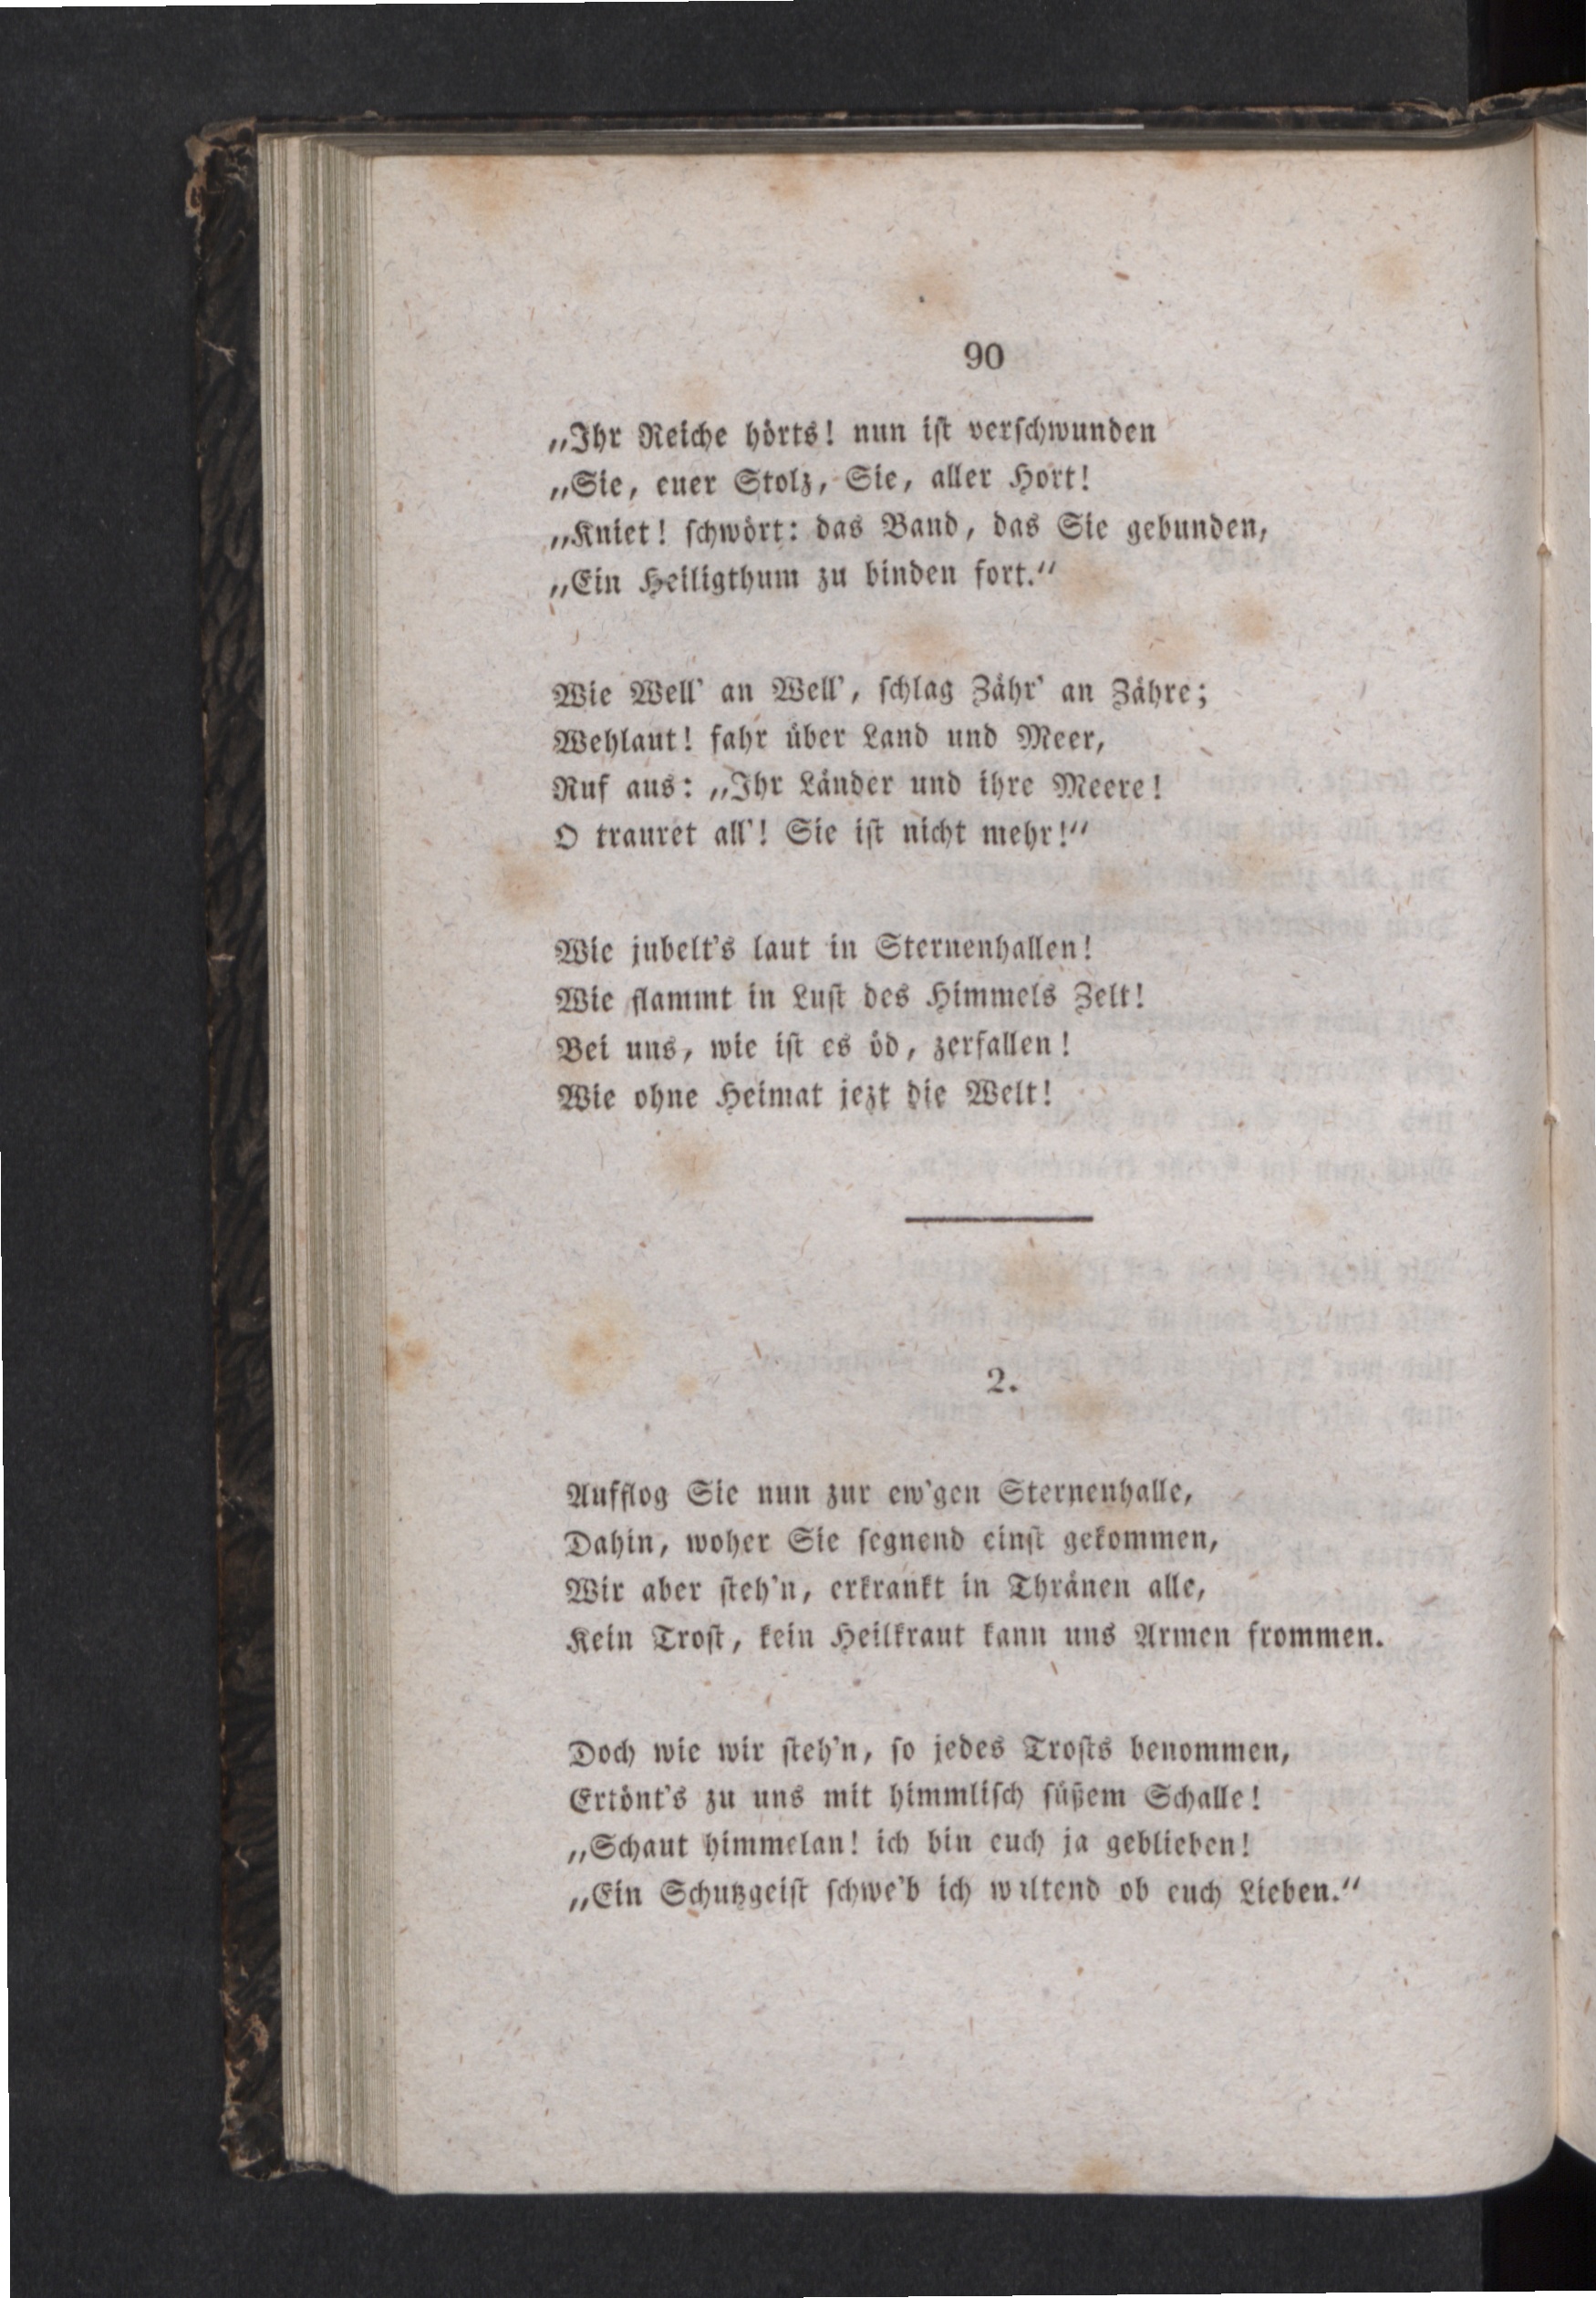 90
„Ihr Reiche hörts! nun iſt verſchwunden
„Sie, euer Stolz, Sie, aller Hort!
„Kniet! ſchwört: das Band, das Sie gebunden,
„Ein Heiligthum zu binden fort.“
Wie Well' an Well', ſchlag Zähr' an Zähre;
Wehlaut! fahr über Land und Meer,
Ruf aus: „Ihr Länder und ihre Meere!
O trauret all'! Sie iſt nicht mehr!“
Wie jubelt's laut in Sternenhallen!
Wie flammt in Luſt des Himmels Zelt!
Bei uns, wie iſt es öd, zerfallen!
Wie ohne Heimat jezt die Welt!
2.
Aufflog Sie nun zur ew'gen Sternenhalle,
Dahin, woher Sie ſegnend einſt gekommen,
Wir aber ſteh'n, erkrankt in Thränen alle,
Kein Troſt, kein Heilkraut kann uns Armen frommen.
Doch wie wir ſteh'n, ſo jedes Troſts benommen,
Ertönt's zu uns mit himmliſch ſüßem Schalle!
„Schaut himmelan! ich bin euch ja geblieben!
„Ein Schutzgeiſt ſchwe'b ich waltend ob euch Lieben.“